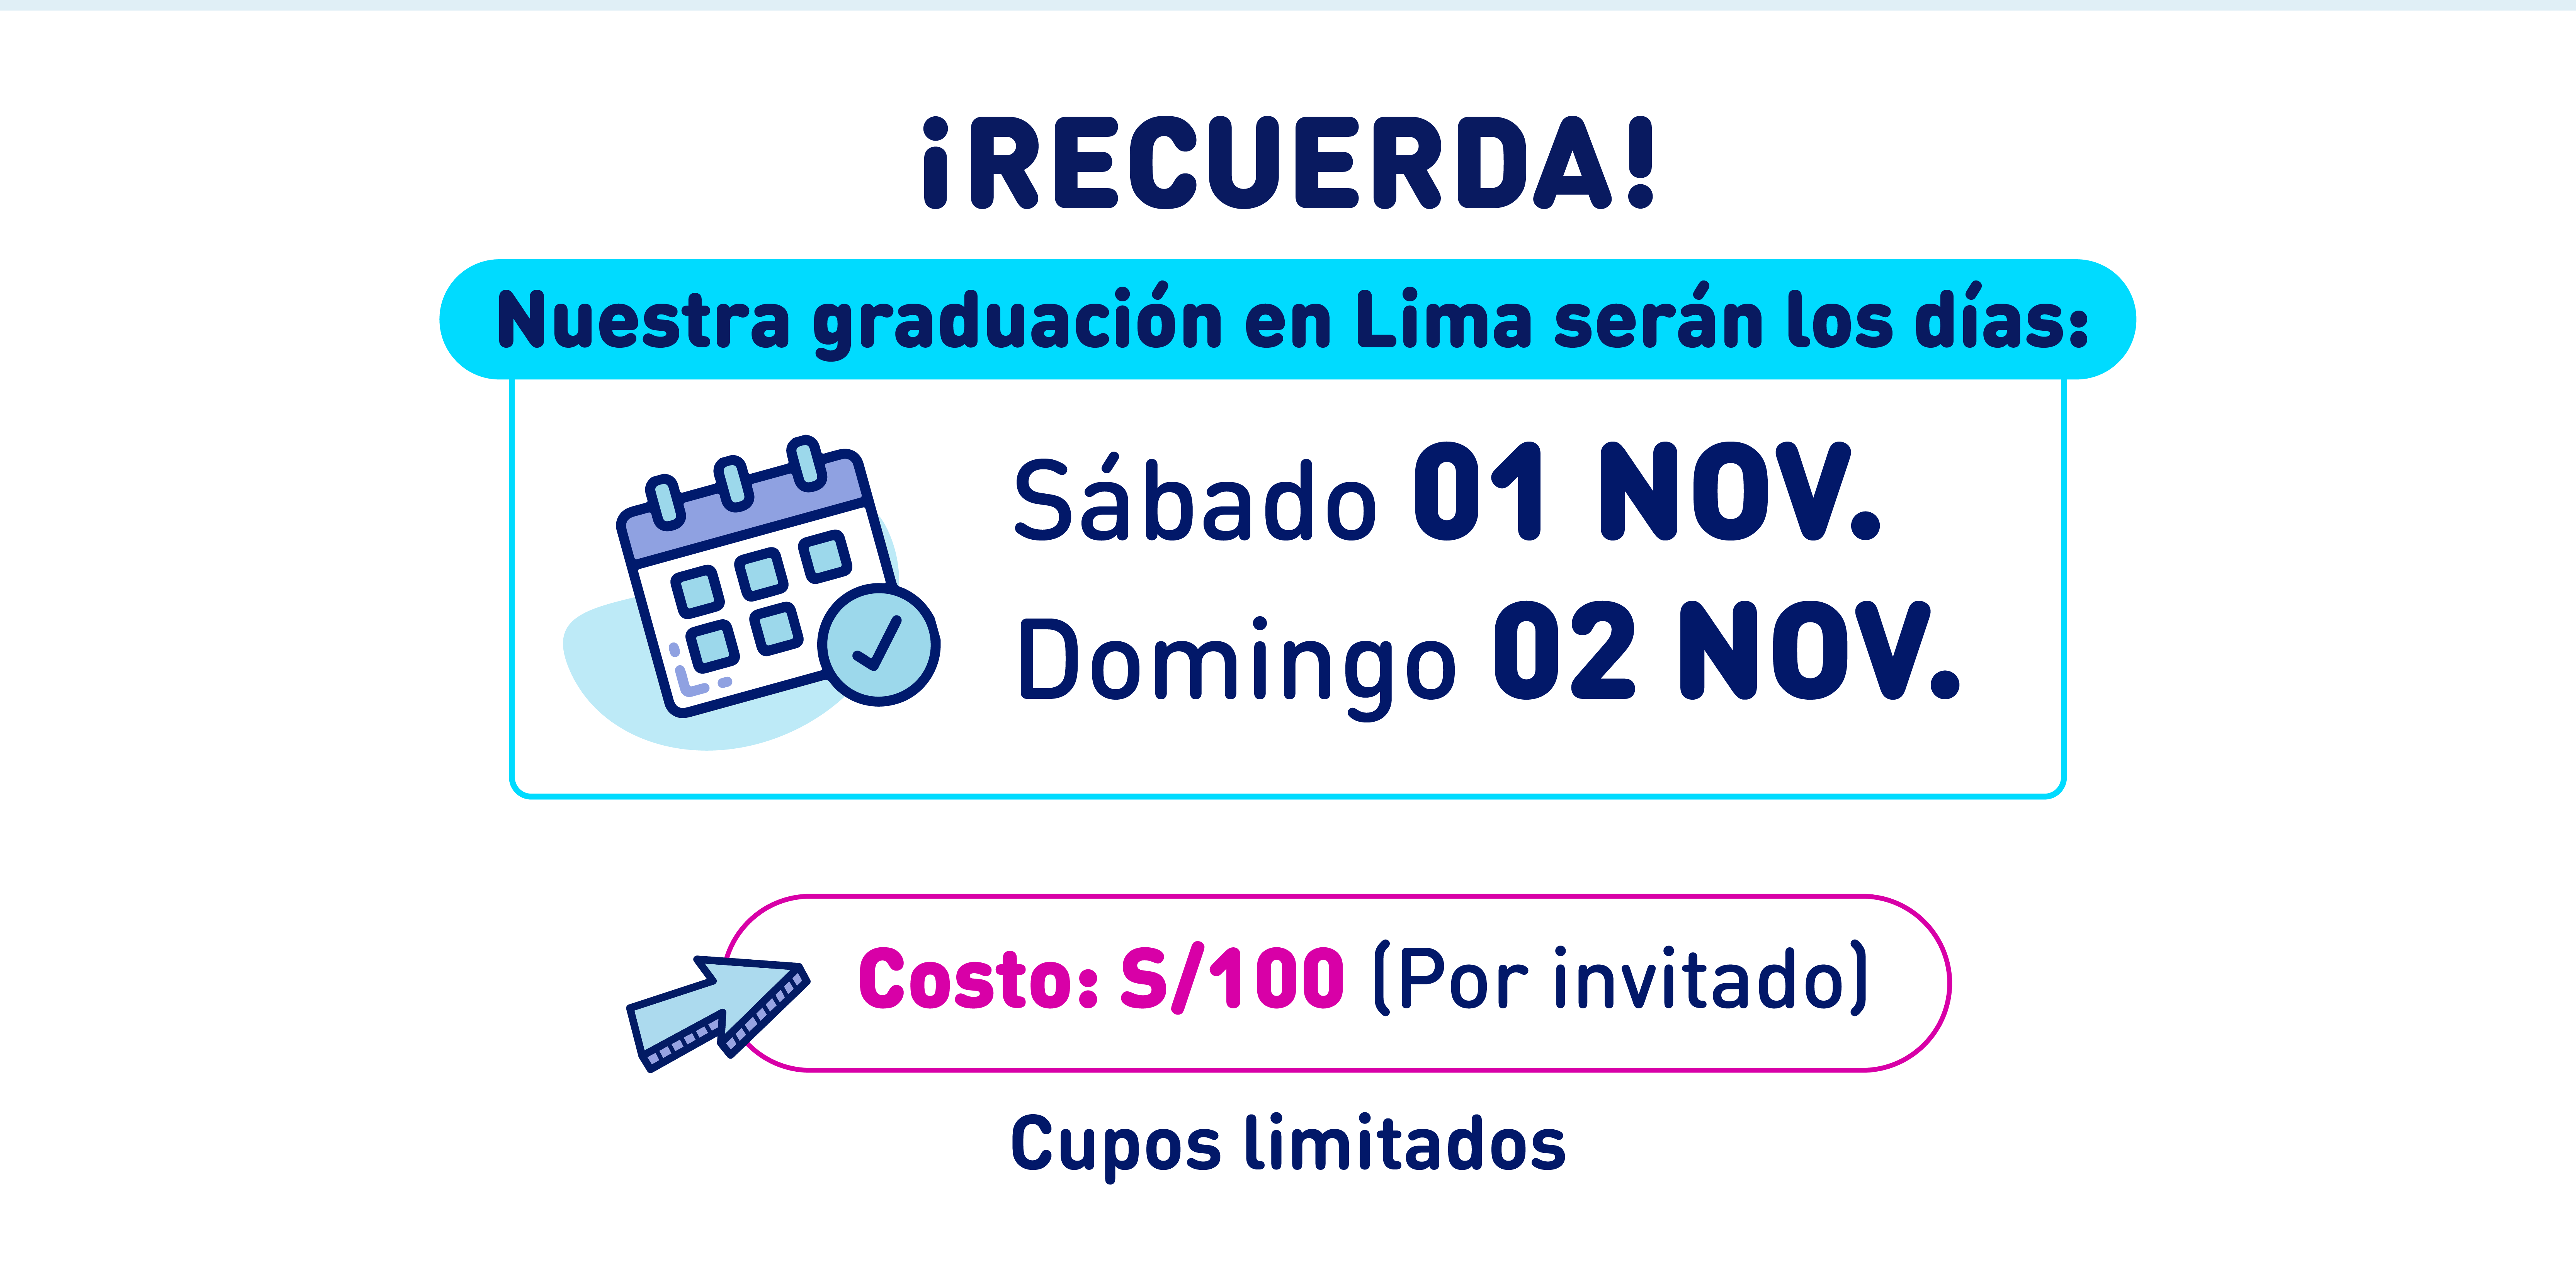 ¡RECUERDA!
Nuestra graduación en Lima serán los días:
Sábado 01 NOV.
Domingo 02 NOV.
Costo: S/100 (Por invitado)
Cupos limitados